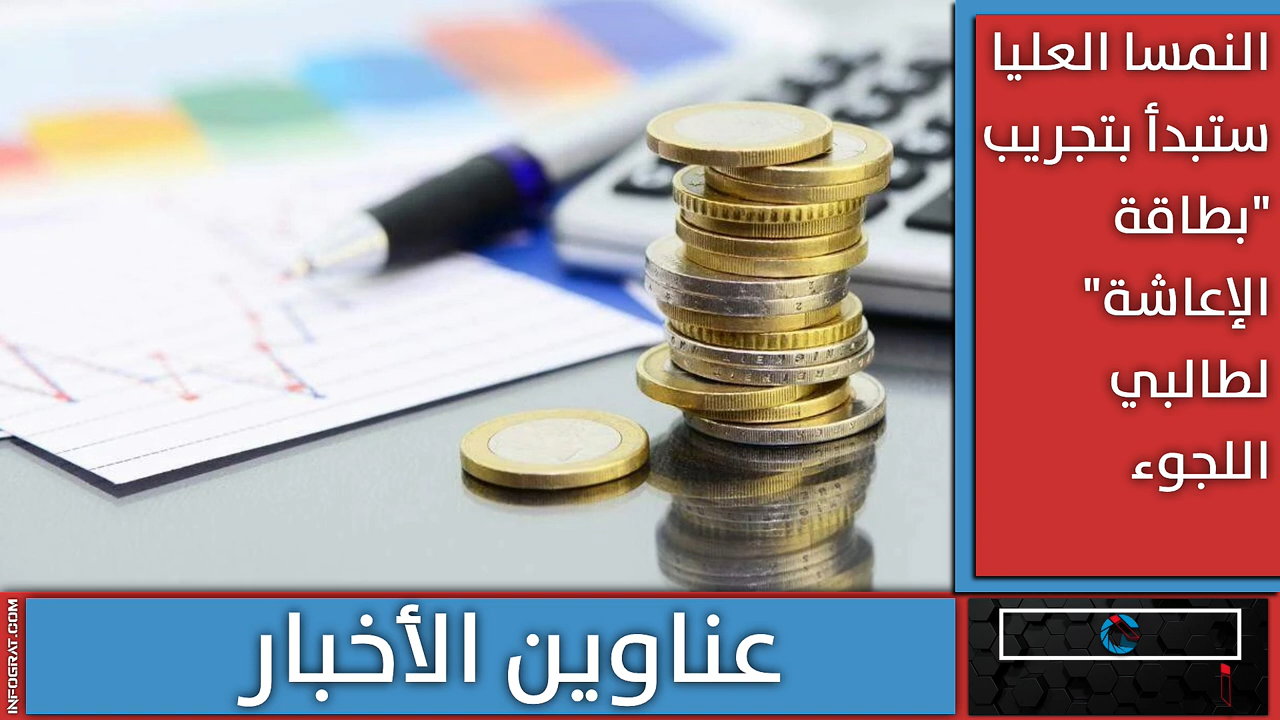 النمسا العليا
ستبدأ بتجريب
"بطاقة
الإعاشة"
لطالبي
اللجوء
عناوين الأخبار
INFOGRAT.COM